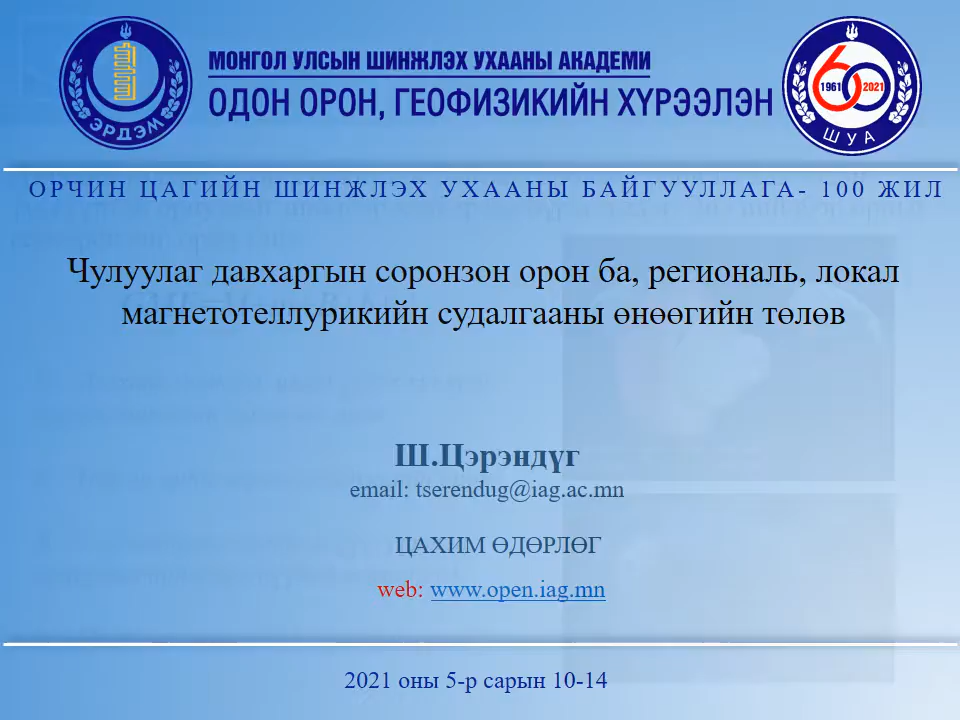 МОНГОЛ УЛСЫН ШИНЖЛЭХ УХААНЫ АКАДЕМИ
ОДОН ОРОН, ГЕОФИЗИКИЙН ХҮРЭЭЛЭН
ЭРДЭМ
1961 60 2021
ШУА
ОРЧИН ЦАГИЙН ШИНЖЛЭХ УХААНЫ БАЙГУУЛЛАГА- 100 ЖИЛ
Чулуулаг давхаргын соронзон орон ба, региональ, локал
магнетотеллурикийн судалгааны өнөөгийн төлөв
Ш.Цэрэндүг
email: tserendug@iag.ac.mn
ЦАХИМ ӨДӨРЛӨГ
web: www.open.iag.mn
2021 оны 5-р сарын 10-14